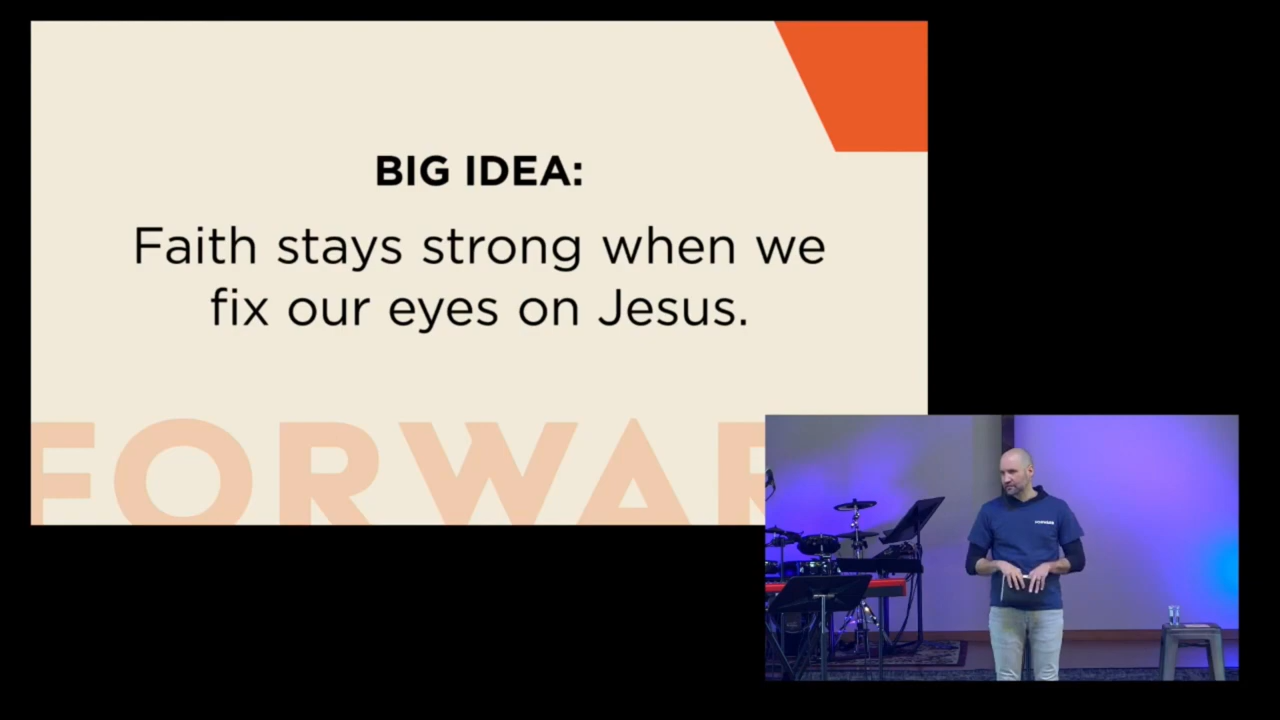 BIG IDEA:
Faith stays strong when we
fix our eyes on Jesus.
FORWAR